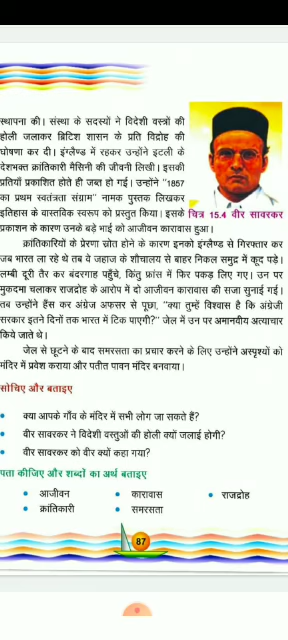 स्थापना की। संस्था के सदस्यों ने विदेशी वस्त्रों की
होली जलाकर ब्रिटिश शासन के प्रति विद्रोह की
घोषणा कर दी। इंग्लैण्ड में रहकर उन्होंने इटली के
देशभक्त क्रांतिकारी मैसिनी की जीवनी लिखी। इसकी
प्रतियाँ प्रकाशित होते ही जब्त हो गई। उन्होंने "1857
का प्रथम स्वतंत्रता संग्राम" नामक पुस्तक लिखकर
इतिहास के वास्तविक स्वरूप को प्रस्तुत किया। इसके
चित्र 15.4 वीर सावरकर
प्रकाशन के कारण उनके बड़े भाई को आजीवन कारावास हुआ।
क्रांतिकारियों के प्रेरणा स्रोत होने के कारण इनको इंग्लैण्ड से गिरफ्तार कर
जब भारत ला रहे थे तब वे जहाज के शौचालय से बाहर निकल समुद्र में कूद पड़े।
लम्बी दूरी तैर कर बंदरगाह पहुँचे, किंतु फ्रांस में फिर पकड़ लिए गए। उन पर
मुकदमा चलाकर राजद्रोह के आरोप में दो आजीवन कारावास की सजा सुनाई गई।
तब उन्होंने हँस कर अंग्रेज अफसर से पूछा, "क्या तुम्हें विश्वास है कि अंग्रेजी
सरकार इतने दिनों तक भारत में टिक पाएगी?" जेल में उन पर अमानवीय अत्याचार
किये जाते थे।
जेल से छूटने के बाद समरसता का प्रचार करने के लिए उन्होंने अस्पृश्यों को
मंदिर में प्रवेश कराया और पतीत पावन मंदिर बनवाया।
सोचिए और बताइए
• क्या आपके गाँव के मंदिर में सभी लोग जा सकते हैं?
• वीर सावरकर ने विदेशी वस्तुओं की होली क्यों जलाई होगी?
• वीर सावरकर को वीर क्यों कहा गया?
पता कीजिए और शब्दों का अर्थ बताइए
• आजीवन • कारावास • राजद्रोह
• क्रांतिकारी • समरसता
87